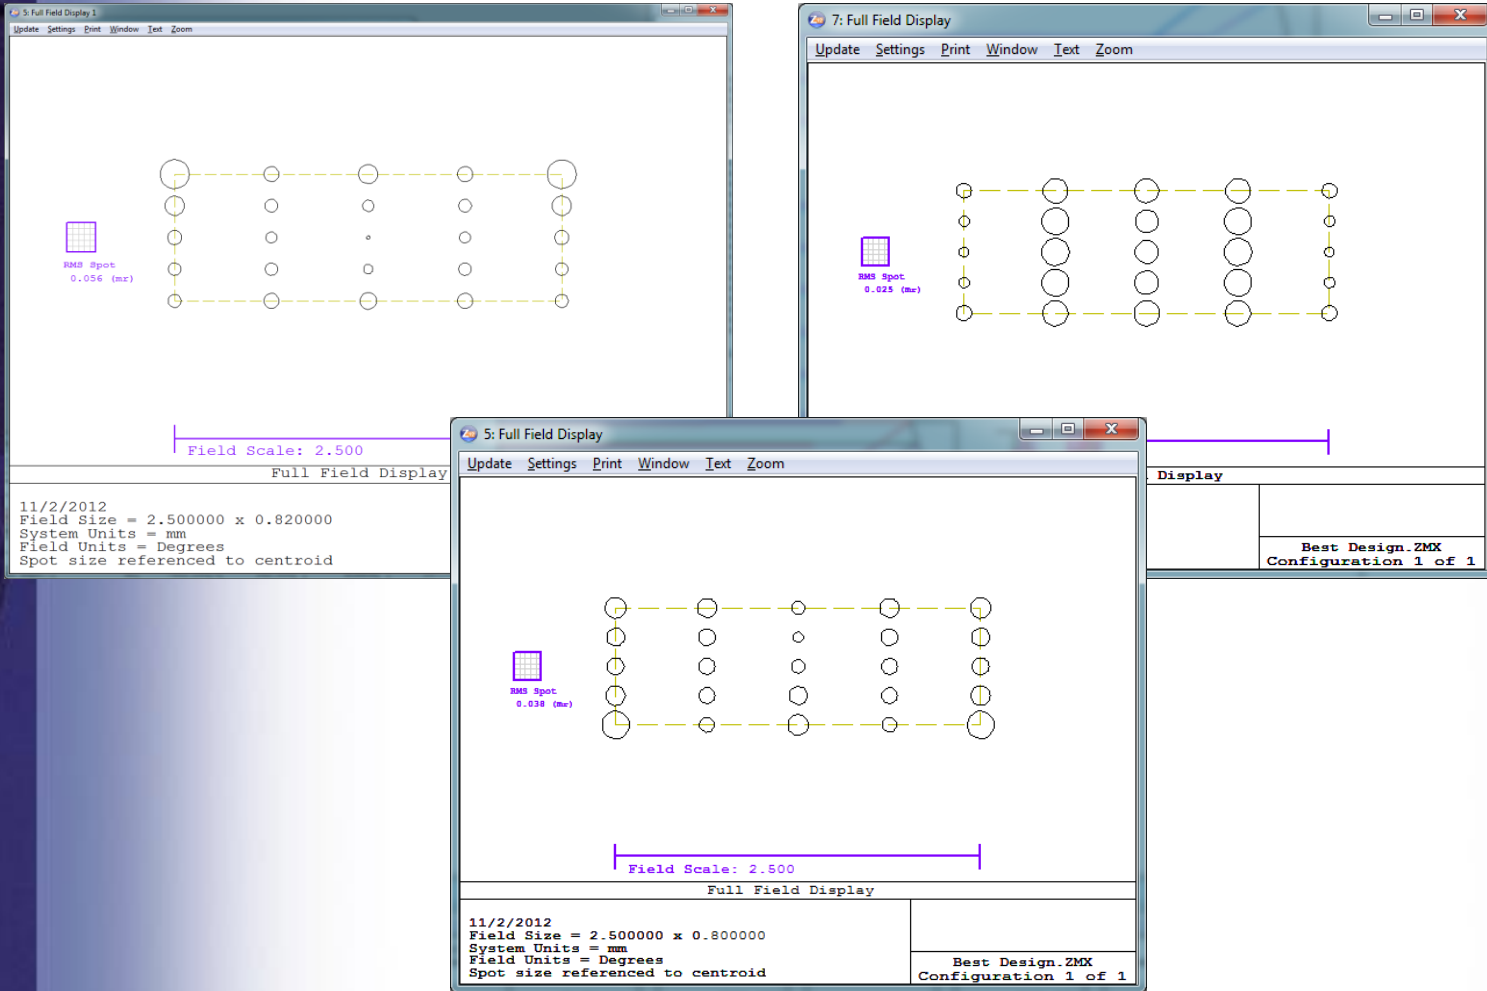 5: Full Field Display 1
Update Settings Print Window Text Zoom
RMS Spot
0.056 (mr)
Field Scale: 2.500
Full Field Display
11/2/2012
Field Size = 2.500000 x 0.820000
System Units = mm
Field Units = Degrees
Spot size referenced to centroid
7: Full Field Display
Update Settings Print Window Text Zoom
RMS Spot
0.025 (mr)
Display
Best Design.ZMX
Configuration 1 of 1
5: Full Field Display
Update Settings Print Window Text Zoom
RMS Spot
0.038 (mr)
Field Scale: 2.500
Full Field Display
11/2/2012
Field Size = 2.500000 x 0.800000
System Units = mm
Field Units = Degrees
Spot size referenced to centroid
Best Design.ZMX
Configuration 1 of 1